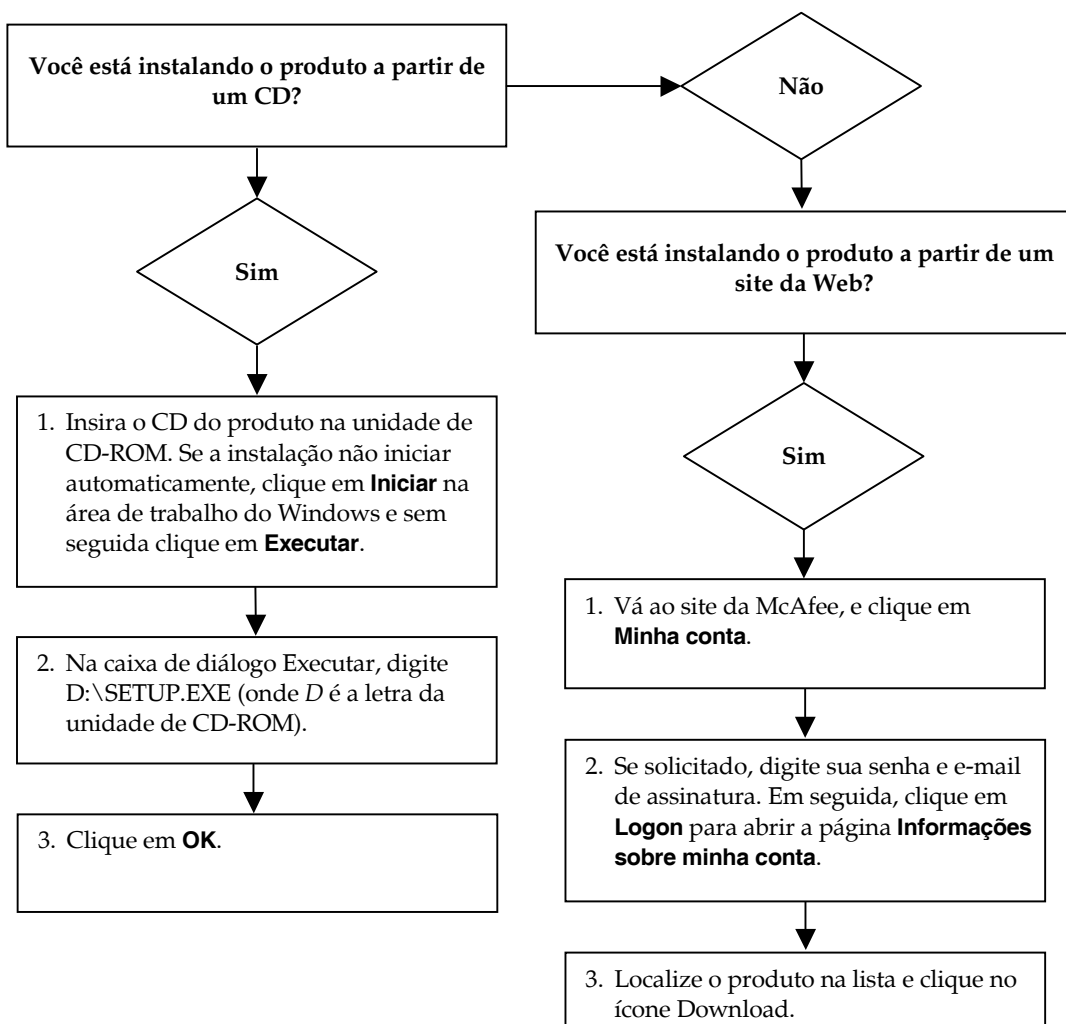 Você está instalando o produto a partir de
um CD?
Não
Sim
Você está instalando o produto a partir de um
site da Web?
Sim
1. Insira o CD do produto na unidade de
CD-ROM. Se a instalação não iniciar
automaticamente, clique em Iniciar na
área de trabalho do Windows e sem
seguida clique em Executar.
2. Na caixa de diálogo Executar, digite
D:\SETUP.EXE (onde D é a letra da
unidade de CD-ROM).
3. Clique em OK.
1. Vá ao site da McAfee, e clique em
Minha conta.
2. Se solicitado, digite sua senha e e-mail
de assinatura. Em seguida, clique em
Logon para abrir a página Informações
sobre minha conta.
3. Localize o produto na lista e clique no
ícone Download.